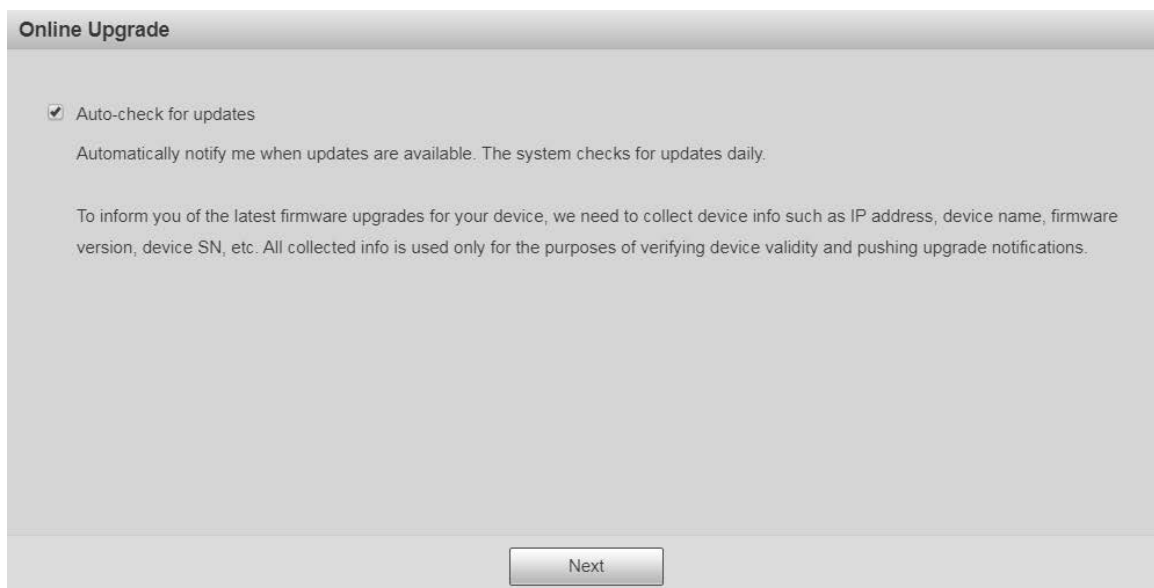 Online Upgrade
Auto-check for updates
Automatically notify me when updates are available. The system checks for updates daily.
To inform you of the latest firmware upgrades for your device, we need to collect device info such as IP address, device name, firmware
version, device SN, etc. All collected info is used only for the purposes of verifying device validity and pushing upgrade notifications.
Next